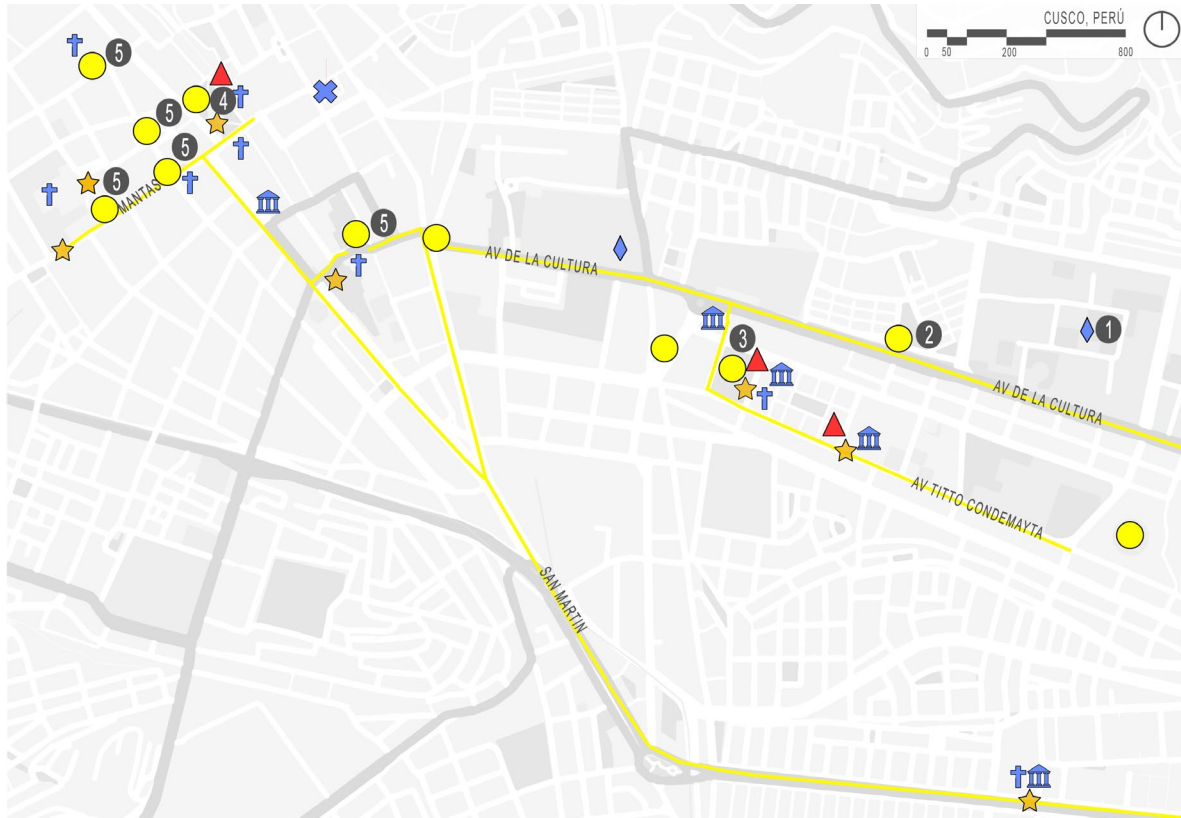 CUSCO, PERÚ
0 50 200 800
5
4
5
5
5
MANTAS
5
AV DE LA CULTURA
1
2
3
AV DE LA CULTURA
AV TITTO CONDEMAYTA
SAN MARTIN